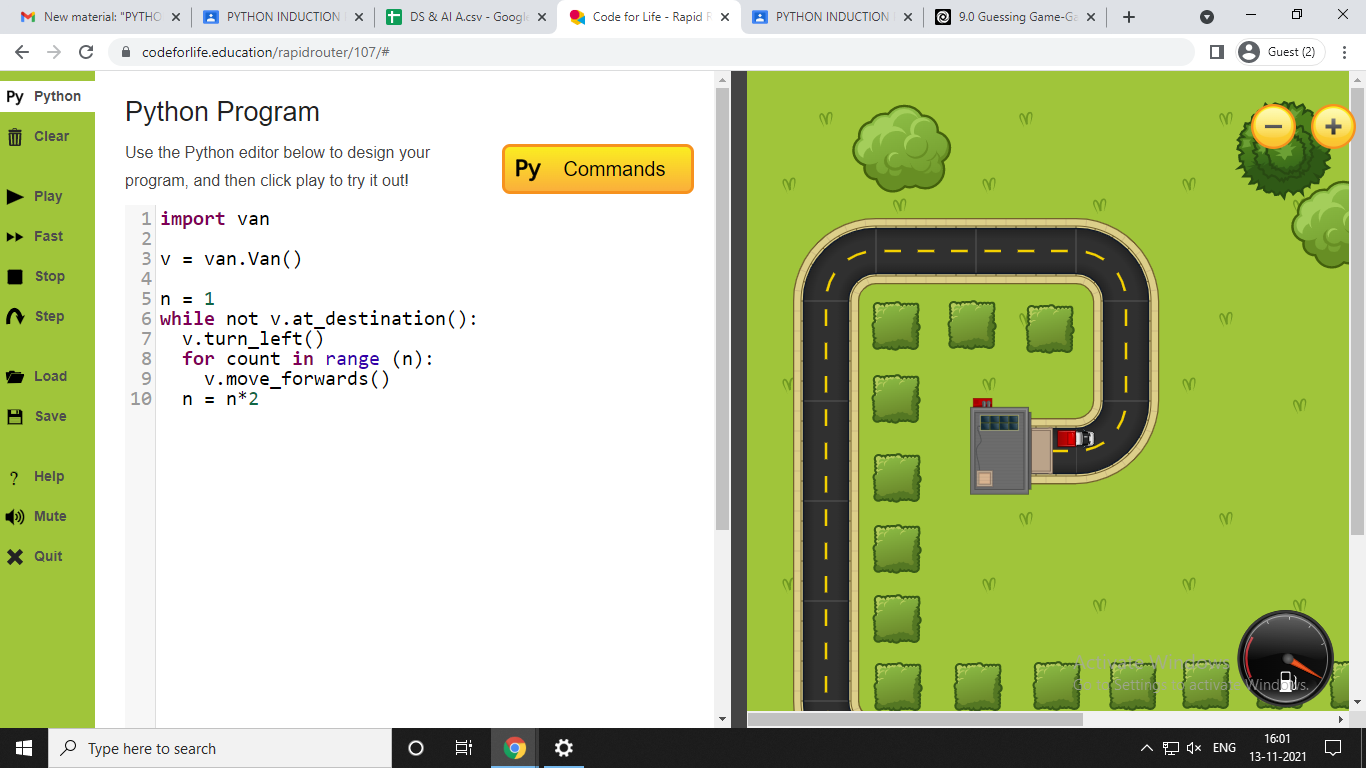 New material: "PYTHO
PYTHON INDUCTION
DS & AI A.csv - Google
Code for Life - Rapid R
PYTHON INDUCTION
9.0 Guessing Game-Ga
codeforlife.education/rapidrouter/107/#
Guest (2)
Py Python
Clear
Play
Fast
Stop
Step
Load
Save
? Help
Mute
Quit
Python Program
Use the Python editor below to design your
program, and then click play to try it out!
Py Commands
1 import van
2
3 v = van.Van()
4
5 n = 1
6 while not v.at_destination():
7 v.turn_left()
8 for count in range (n):
9 v.move_forwards()
10 n = n*2
Activate Windows
Go to Settings to activate Windows.
Type here to search
ENG
16:01
13-11-2021